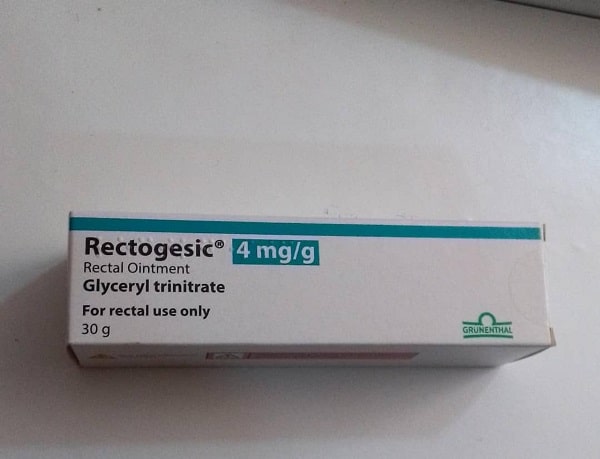 Rectogesic® 4 mg/g
Rectal Ointment
Glyceryl trinitrate
For rectal use only
30 g
GRUNENTHAL